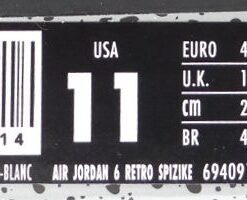 USA
11
EURO 4
U.K. 1
cm 2
BR 4
14
-BLANC
AIR JORDAN 6 RETRO SPIZIKE 69409